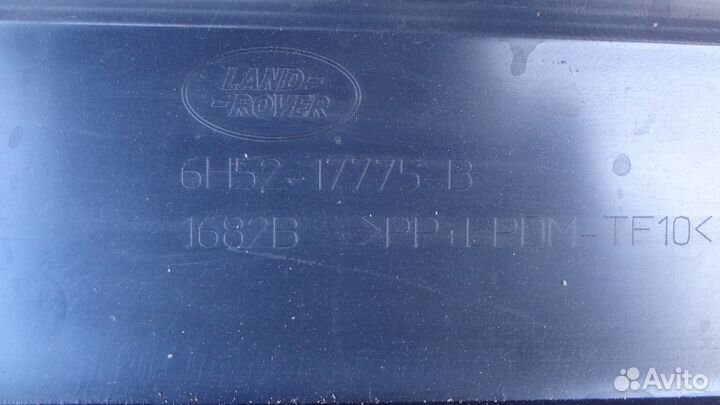 LAND-
-ROVER
6H52-17775-B
1682B >PP+EPDM-TF10<
Avito